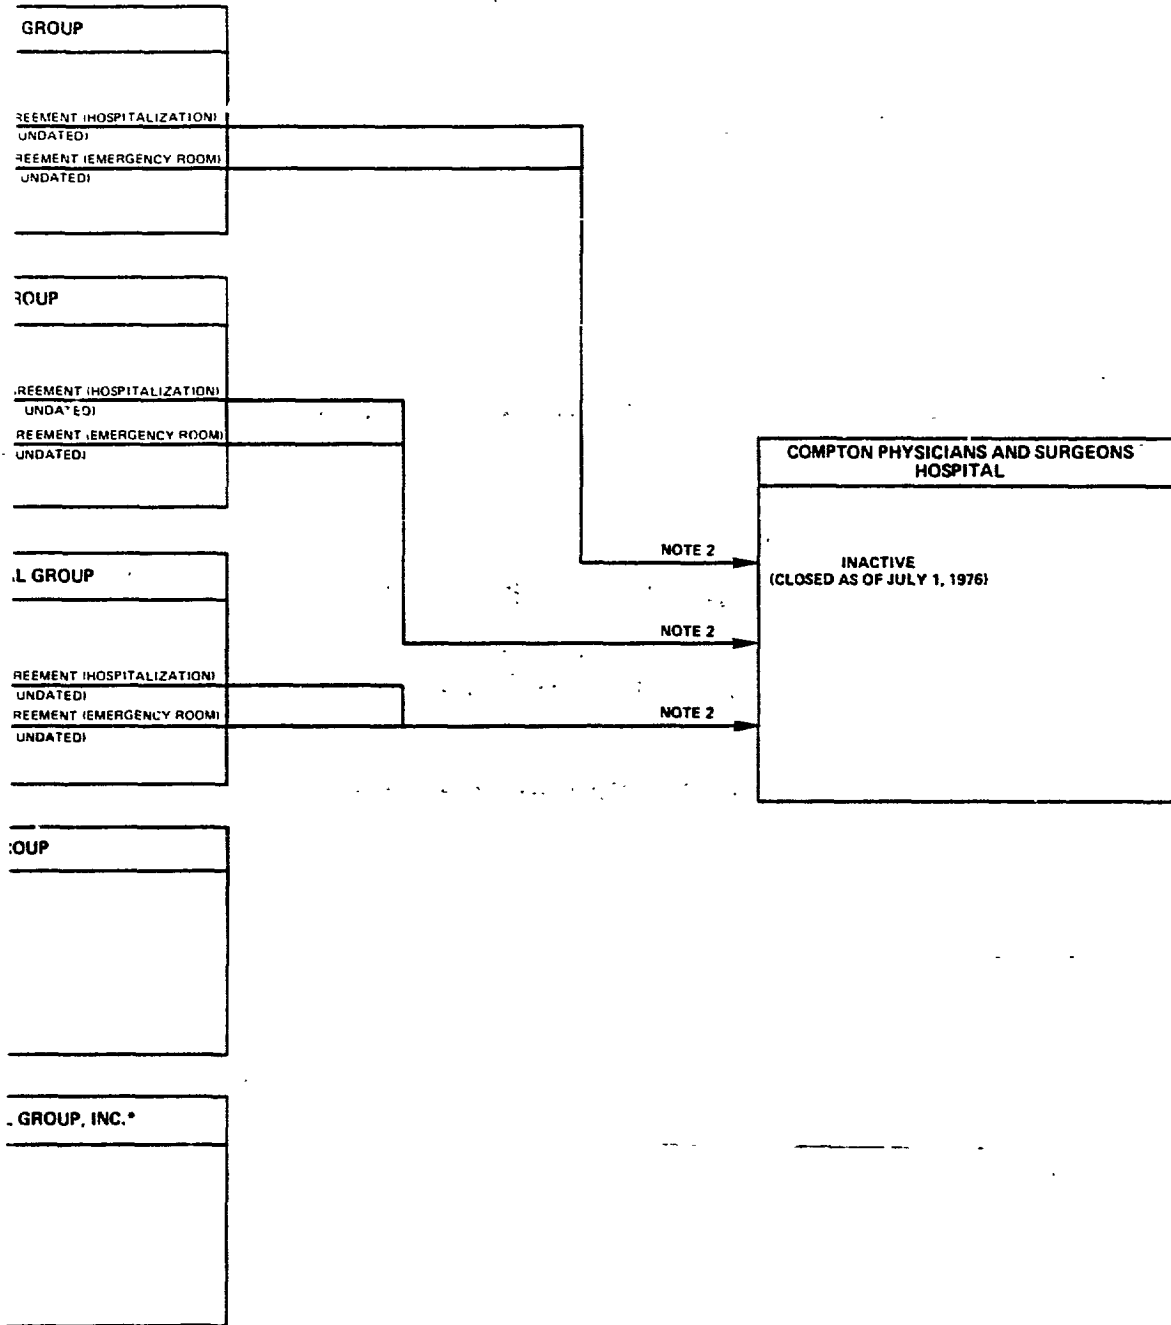 GROUP
REEMENT (HOSPITALIZATION)
UNDATED)
REEMENT (EMERGENCY ROOM)
UNDATED)
ROUP
REEMENT (HOSPITALIZATION)
UNDATED)
REEMENT (EMERGENCY ROOM)
UNDATED)
COMPTON PHYSICIANS AND SURGEONS
HOSPITAL
NOTE 2
INACTIVE
(CLOSED AS OF JULY 1, 1976)
L GROUP
NOTE 2
REEMENT (HOSPITALIZATION)
UNDATED)
REEMENT (EMERGENCY ROOM)
UNDATED)
NOTE 2
OUP
GROUP, INC.*